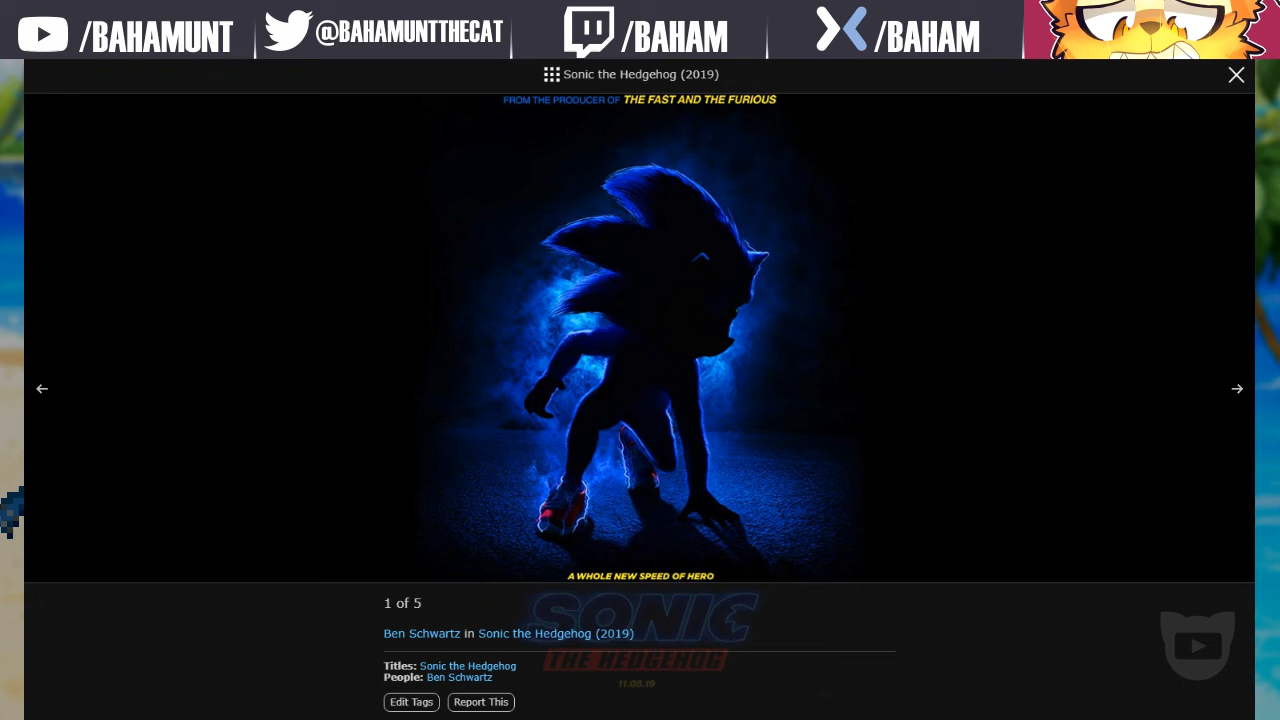 /BAHAMUNT
@BAHAMUNTTHECAT
/BAHAM
/BAHAM
Sonic the Hedgehog (2019)
FROM THE PRODUCER OF THE FAST AND THE FURIOUS
A WHOLE NEW SPEED OF HERO
1 of 5
SONIC
Ben Schwartz in Sonic the Hedgehog (2019)
THE HEDGEHOG
Titles: Sonic the Hedgehog
People: Ben Schwartz
11.08.19
Edit Tags
Report This